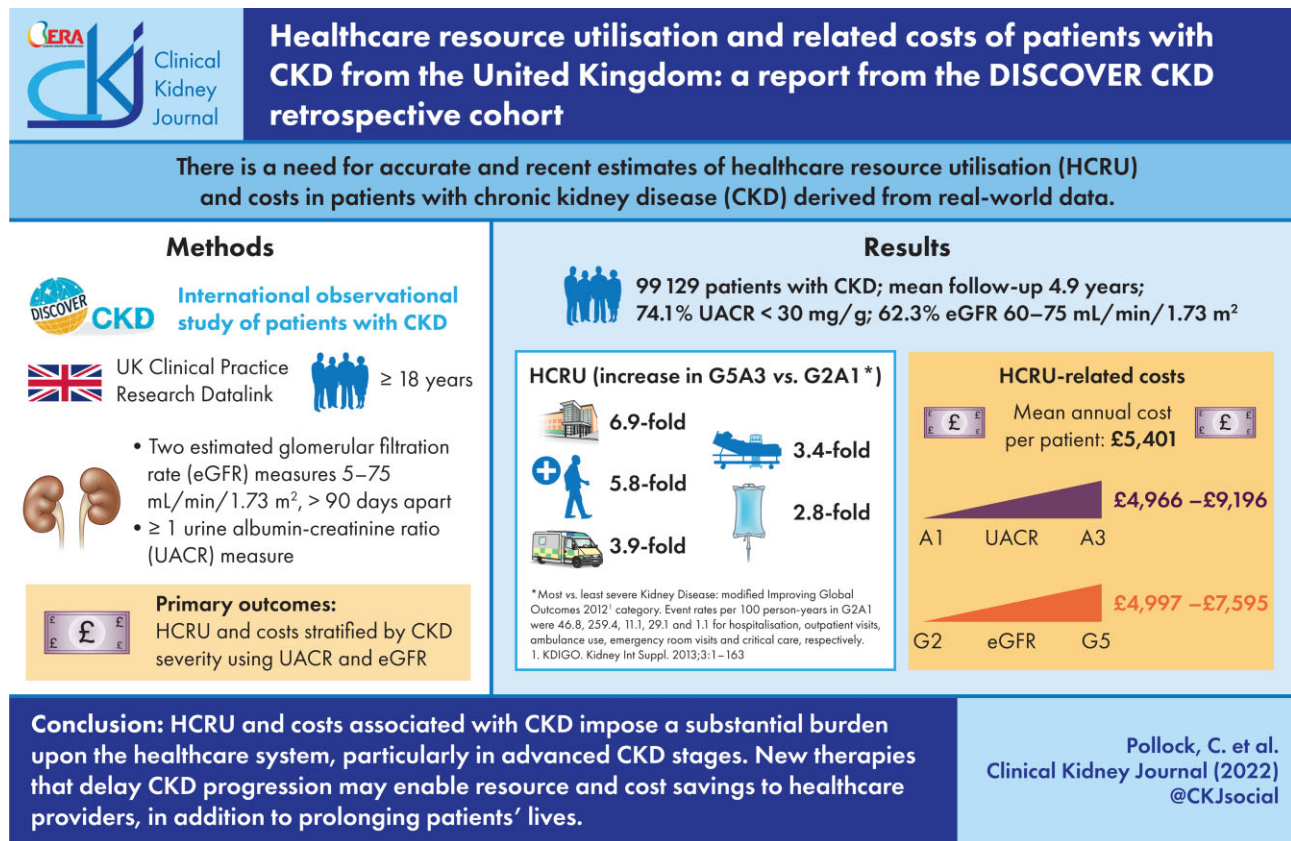 ERA
CKJ
Clinical
Kidney
Journal
Healthcare resource utilisation and related costs of patients with
CKD from the United Kingdom: a report from the DISCOVER CKD
retrospective cohort
There is a need for accurate and recent estimates of healthcare resource utilisation (HCRU)
and costs in patients with chronic kidney disease (CKD) derived from real-world data.
Methods
DISCOVER
CKD
International observational
study of patients with CKD
UK Clinical Practice
Research Datalink
≥ 18 years
• Two estimated glomerular filtration
rate (eGFR) measures 5–75
mL/min/1.73 m², > 90 days apart
• ≥ 1 urine albumin-creatinine ratio
(UACR) measure
£ £ £ £ £
Primary outcomes:
HCRU and costs stratified by CKD
severity using UACR and eGFR
Results
99 129 patients with CKD; mean follow-up 4.9 years;
74.1% UACR < 30 mg/g; 62.3% eGFR 60–75 mL/min/1.73 m²
HCRU (increase in G5A3 vs. G2A1*)
6.9-fold
5.8-fold
3.9-fold
3.4-fold
2.8-fold
*Most vs. least severe Kidney Disease: modified Improving Global
Outcomes 2012¹ category. Event rates per 100 person-years in G2A1
were 46.8, 259.4, 11.1, 29.1 and 1.1 for hospitalisation, outpatient visits,
ambulance use, emergency room visits and critical care, respectively.
1. KDIGO. Kidney Int Suppl. 2013;3:1–163
HCRU-related costs
£ £ £ £ £
Mean annual cost
per patient: £5,401
£ £ £ £ £
£4,966 –£9,196
A1 UACR A3
£4,997 –£7,595
G2 eGFR G5
Conclusion: HCRU and costs associated with CKD impose a substantial burden
upon the healthcare system, particularly in advanced CKD stages. New therapies
that delay CKD progression may enable resource and cost savings to healthcare
providers, in addition to prolonging patients’ lives.
Pollock, C. et al.
Clinical Kidney Journal (2022)
@CKJsocial